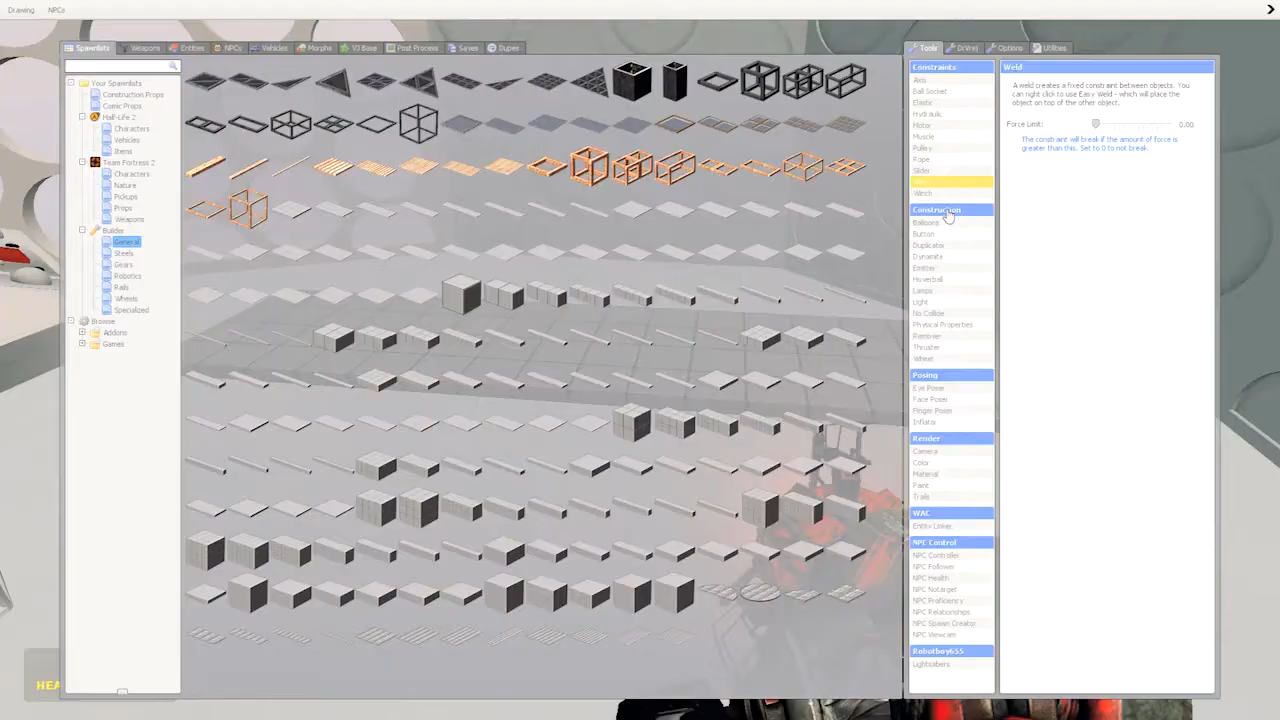 Drawing NPCs
Spawnlists Weapons Entities NPCs Vehicles Morphs VJ Base Post Process Saves Dupes
Your Spawnlists
Construction Props
Comic Props
Half-Life 2
Characters
Vehicles
Items
Team Fortress 2
Characters
Nature
Pickups
Props
Weapons
Builder
General
Steels
Gears
Robotics
Rails
Wheels
Specialized
Browse
Addons
Games
HEA
Tools DrVrej Options Utilities
Constraints
Axis
Ball Socket
Elastic
Hydraulic
Motor
Muscle
Pulley
Rope
Slider
Winch
Construction
Balloons
Button
Duplicator
Dynamite
Emitter
Hoverball
Lamps
Light
No Collide
Physical Properties
Remover
Thruster
Wheel
Posing
Eye Poser
Face Poser
Finger Poser
Inflator
Render
Camera
Color
Material
Paint
Trails
WAC
Entity Linker
NPC Control
NPC Controller
NPC Follower
NPC Health
NPC Notarget
NPC Proficiency
NPC Relationships
NPC Spawn Creator
NPC Viewcam
Robotboy655
Lightsabers
Weld
A weld creates a fixed constraint between objects. You
can right click to use Easy Weld - which will place the
object on top of the other object.
Force Limit: 0.00
The constraint will break if the amount of force is
greater than this. Set to 0 to not break.